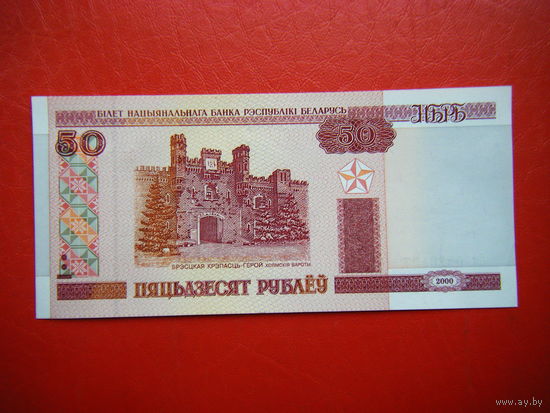 БІЛЕТ НАЦЫЯНАЛЬНАГА БАНКА РЭСПУБЛІКІ БЕЛАРУСЬ
50
50
НБРБ
БРЭСЦКАЯ КРЭПАСЦЬ-ГЕРОЙ ХОЛМСКІЯ ВАРОТЫ
ПЯЦЬДЗЕСЯТ РУБЛЁЎ
2000
www.ay.by